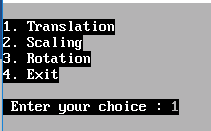 1. Translation
2. Scaling
3. Rotation
4. Exit
Enter your choice : 1